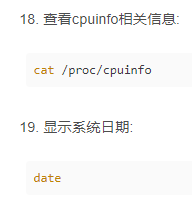 18. 查看cpuinfo相关信息:
cat /proc/cpuinfo
19. 显示系统日期:
date